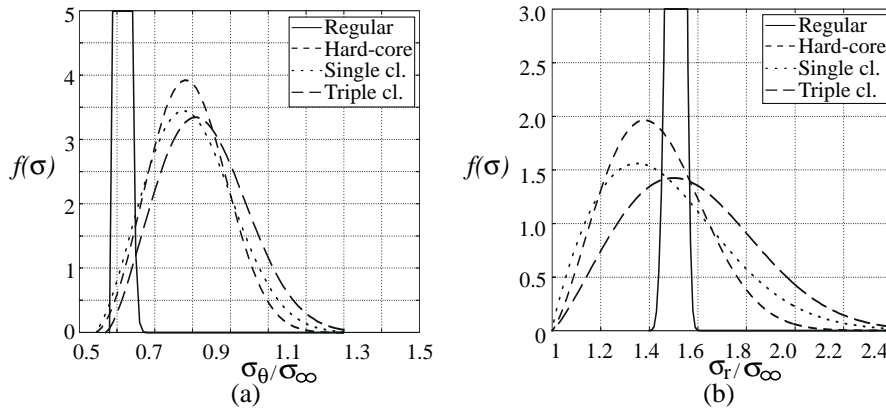 5
4
3
2
1
0
f(σ)
0.5 0.7 0.9 1.1 1.3 1.5
σθ/σ∞
Regular
Hard-core
Single cl.
Triple cl.
(a)
3.0
2.5
2.0
1.5
1.0
0.5
0
f(σ)
1 1.2 1.4 1.6 1.8 2.0 2.2 2.4
σr/σ∞
Regular
Hard-core
Single cl.
Triple cl.
(b)